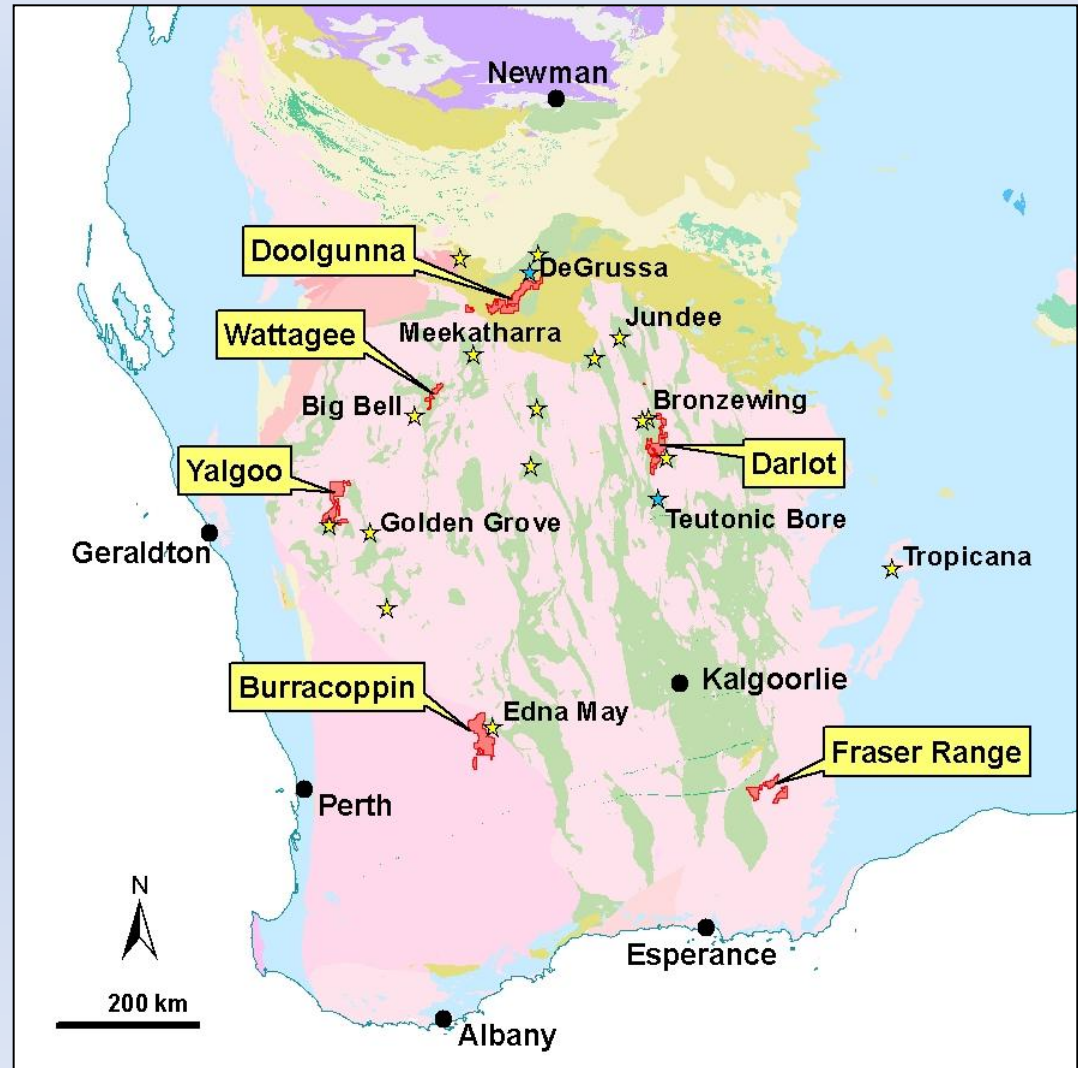 Newman
Doolgunna
DeGrussa
Jundee
Meekatharra
Wattagee
Big Bell
Bronzewing
Darlot
Yalgoo
Teutonic Bore
Golden Grove
Geraldton
Tropicana
Kalgoorlie
Burracoppin
Edna May
Fraser Range
Perth
N
Esperance
200 km
Albany